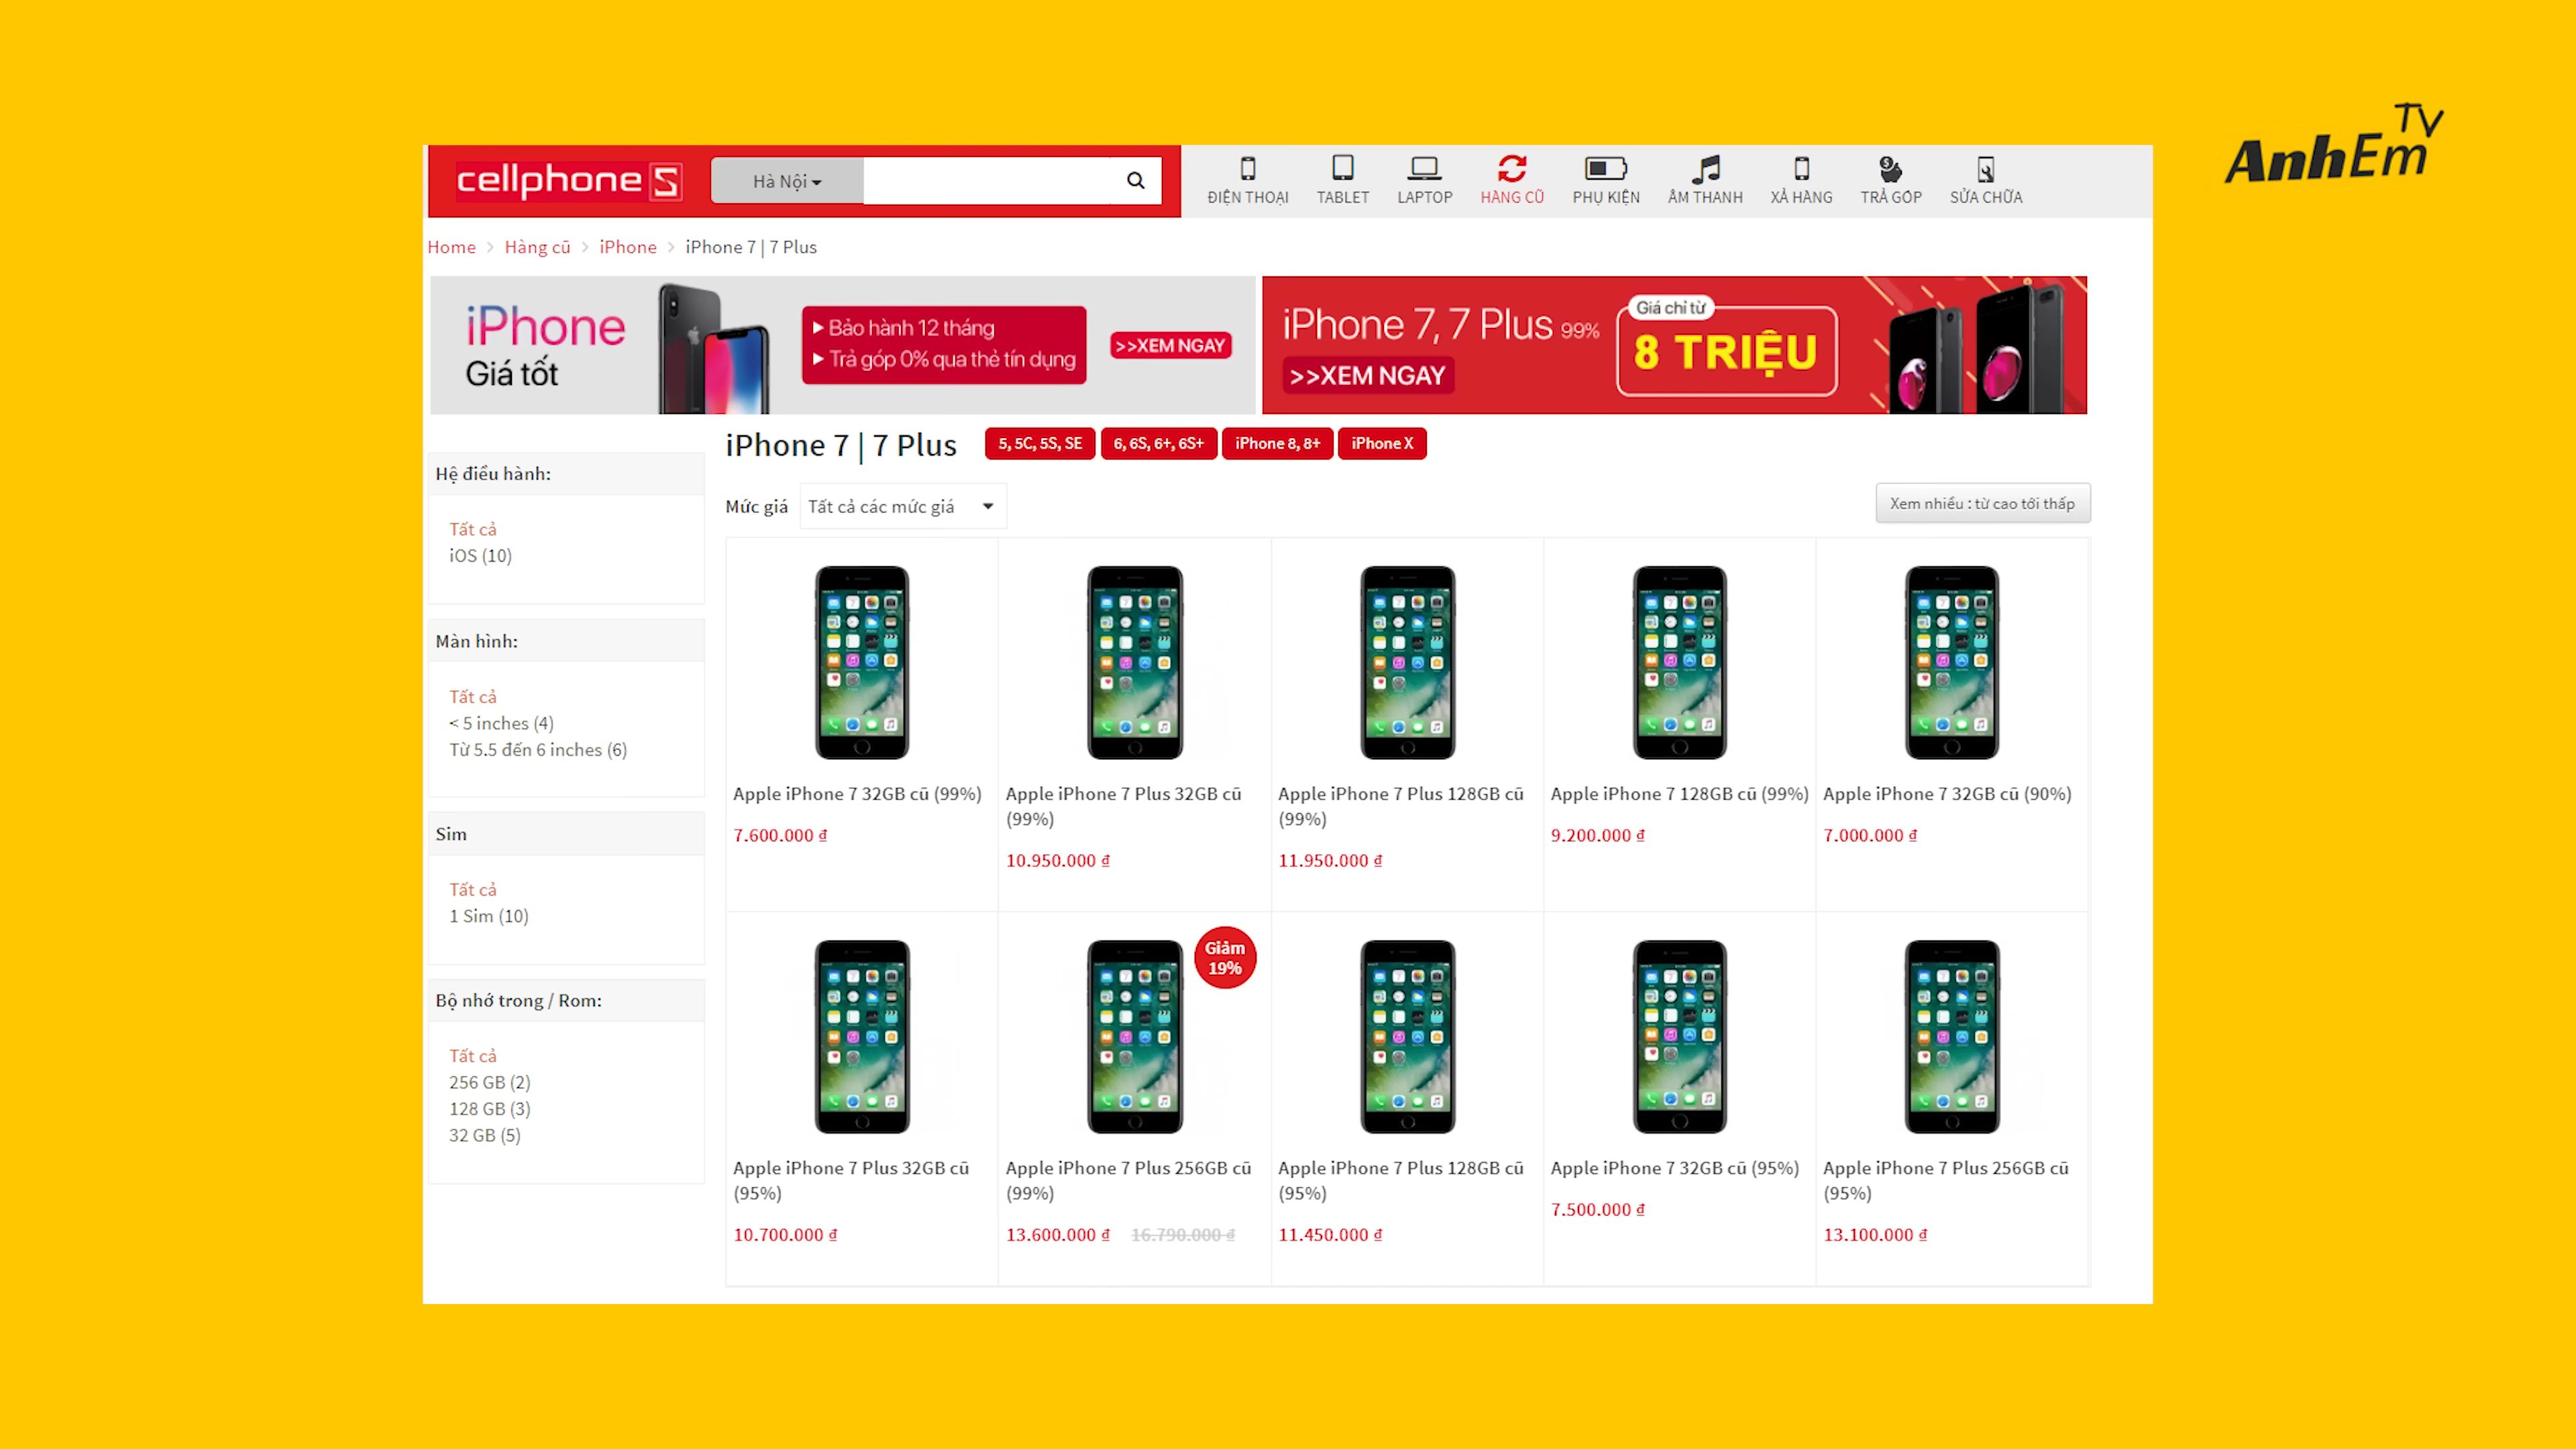 AnhEm TV
cellphone S
Hà Nội
ĐIỆN THOẠI
TABLET
LAPTOP
HÀNG CŨ
PHỤ KIỆN
ÂM THANH
XẢ HÀNG
TRẢ GÓP
SỬA CHỮA
Home > Hàng cũ > iPhone > iPhone 7 | 7 Plus
iPhone
Giá tốt
Bảo hành 12 tháng
Trả góp 0% qua thẻ tín dụng
>>XEM NGAY
iPhone 7, 7 Plus 99%
>>XEM NGAY
Giá chỉ từ
8 TRIỆU
iPhone 7 | 7 Plus
5, 5C, 5S, SE
6, 6S, 6+, 6S+
iPhone 8, 8+
iPhone X
Mức giá
Tất cả các mức giá
Xem nhiều : từ cao tới thấp
Hệ điều hành:
Tất cả
iOS (10)
Màn hình:
Tất cả
< 5 inches (4)
Từ 5.5 đến 6 inches (6)
Sim
Tất cả
1 Sim (10)
Bộ nhớ trong / Rom:
Tất cả
256 GB (2)
128 GB (3)
32 GB (5)
Apple iPhone 7 32GB cũ (99%)
7.600.000 ₫
Apple iPhone 7 Plus 32GB cũ
(99%)
10.950.000 ₫
Apple iPhone 7 Plus 128GB cũ
(99%)
11.950.000 ₫
Apple iPhone 7 128GB cũ (99%)
9.200.000 ₫
Apple iPhone 7 32GB cũ (90%)
7.000.000 ₫
Apple iPhone 7 Plus 32GB cũ
(95%)
10.700.000 ₫
Giảm
19%
Apple iPhone 7 Plus 256GB cũ
(99%)
13.600.000 ₫ 16.790.000 ₫
Apple iPhone 7 Plus 128GB cũ
(95%)
11.450.000 ₫
Apple iPhone 7 32GB cũ (95%)
7.500.000 ₫
Apple iPhone 7 Plus 256GB cũ
(95%)
13.100.000 ₫